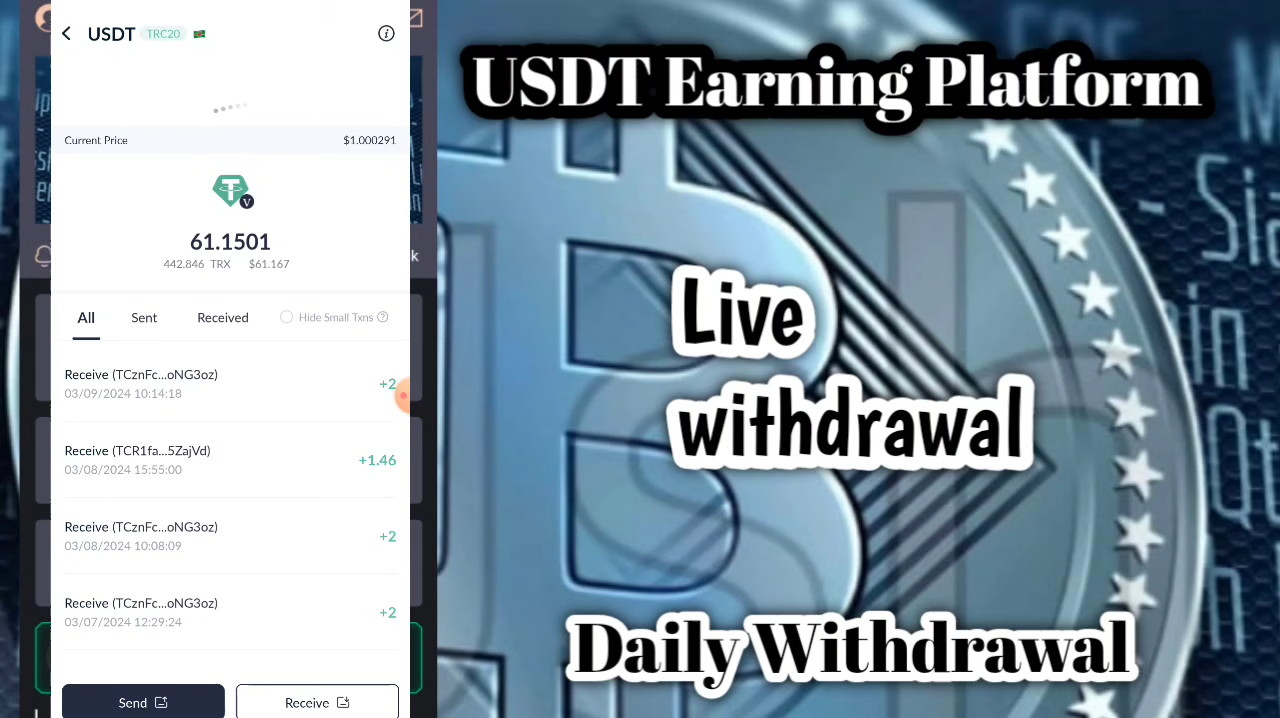 USDT TRC20
Current Price $1.000291
61.1501
442.846 TRX $61.167
All Sent Received Hide Small Txns
Receive (TCznFc...oNG3oz)
03/09/2024 10:14:18
+2
Receive (TCR1fa...5ZajVd)
03/08/2024 15:55:00
+1.46
Receive (TCznFc...oNG3oz)
03/08/2024 10:08:09
+2
Receive (TCznFc...oNG3oz)
03/07/2024 12:29:24
+2
Send Receive
USDT Earning Platform
Live
withdrawal
Daily Withdrawal